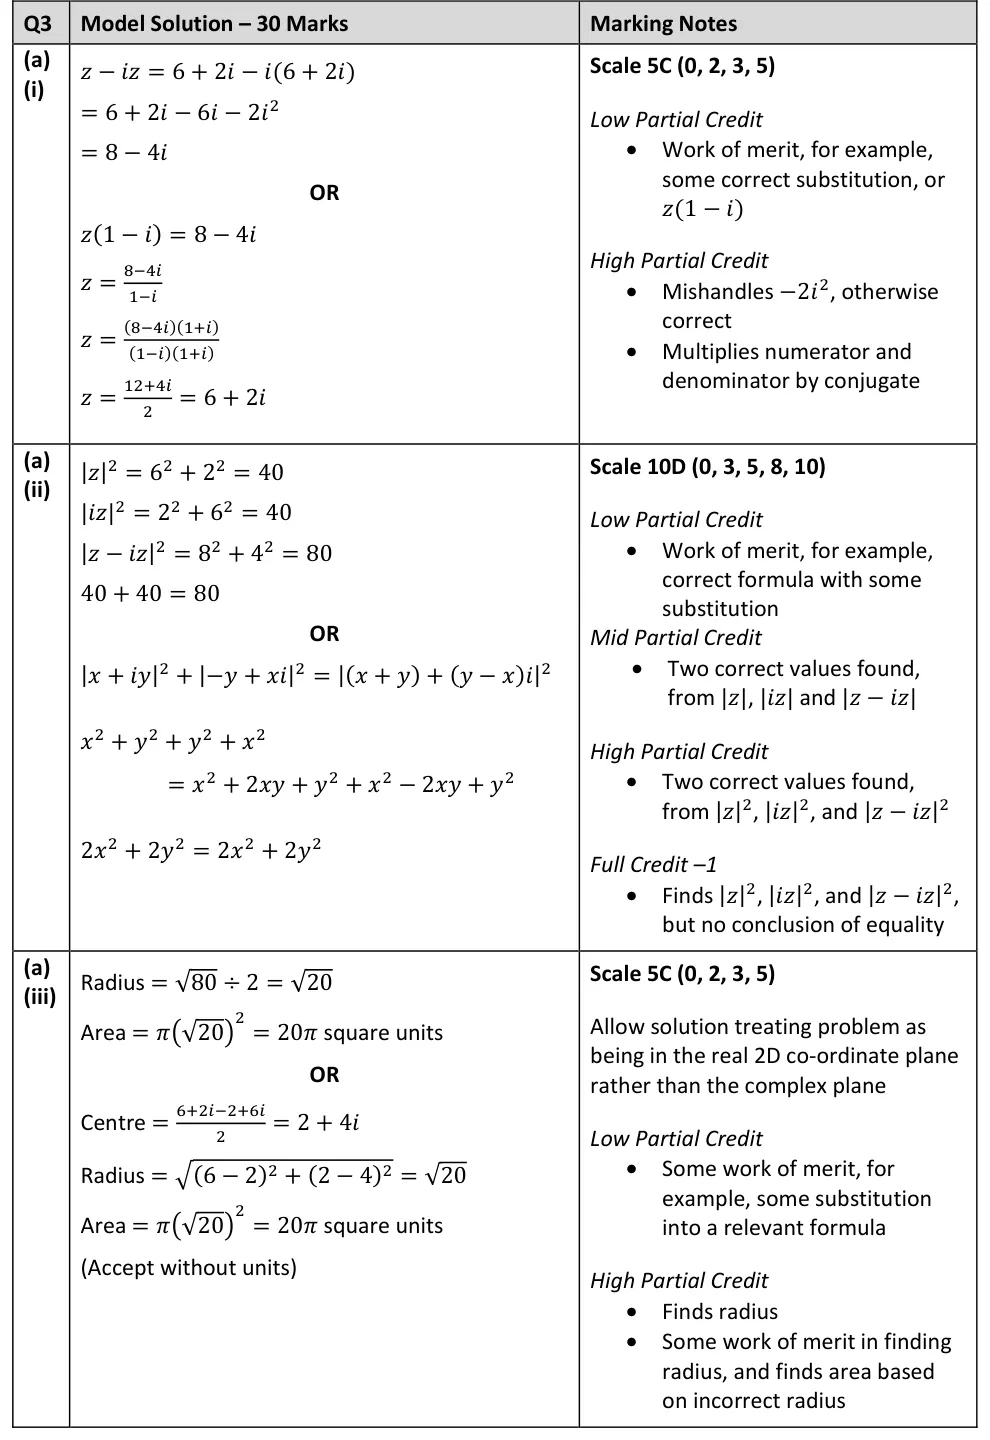 Q3 Model Solution – 30 Marks Marking Notes
(a)
(i)
z − iz = 6 + 2i − i(6 + 2i)
= 6 + 2i − 6i − 2i²
= 8 − 4i
OR
z(1 − i) = 8 − 4i
z = (8−4i)/(1−i)
z = ((8−4i)(1+i))/((1−i)(1+i))
z = (12+4i)/2 = 6 + 2i
Scale 5C (0, 2, 3, 5)
Low Partial Credit
• Work of merit, for example,
some correct substitution, or
z(1 − i)
High Partial Credit
• Mishandles −2i², otherwise
correct
• Multiplies numerator and
denominator by conjugate
(a)
(ii)
|z|² = 6² + 2² = 40
|iz|² = 2² + 6² = 40
|z − iz|² = 8² + 4² = 80
40 + 40 = 80
OR
|x + iy|² + |−y + xi|² = |(x + y) + (y − x)i|²
x² + y² + y² + x²
= x² + 2xy + y² + x² − 2xy + y²
2x² + 2y² = 2x² + 2y²
Scale 10D (0, 3, 5, 8, 10)
Low Partial Credit
• Work of merit, for example,
correct formula with some
substitution
Mid Partial Credit
• Two correct values found,
from |z|, |iz| and |z − iz|
High Partial Credit
• Two correct values found,
from |z|², |iz|², and |z − iz|²
Full Credit –1
• Finds |z|², |iz|², and |z − iz|²,
but no conclusion of equality
(a)
(iii)
Radius = √80 ÷ 2 = √20
Area = π(√20)² = 20π square units
OR
Centre = (6+2i−2+6i)/2 = 2 + 4i
Radius = √((6 − 2)² + (2 − 4)²) = √20
Area = π(√20)² = 20π square units
(Accept without units)
Scale 5C (0, 2, 3, 5)
Allow solution treating problem as
being in the real 2D co-ordinate plane
rather than the complex plane
Low Partial Credit
• Some work of merit, for
example, some substitution
into a relevant formula
High Partial Credit
• Finds radius
• Some work of merit in finding
radius, and finds area based
on incorrect radius